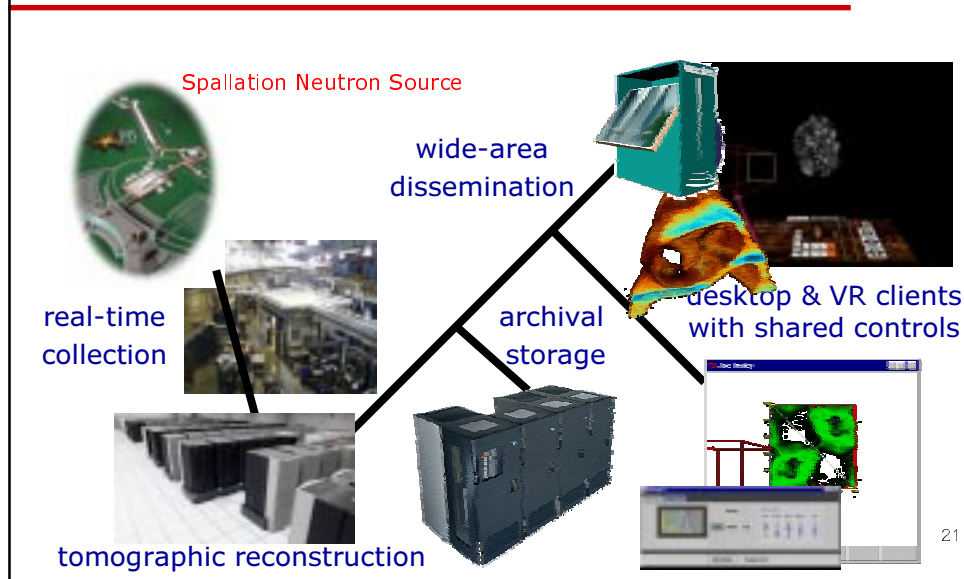 Spallation Neutron Source
wide-area
dissemination
real-time
collection
archival
storage
desktop & VR clients
with shared controls
tomographic reconstruction
21